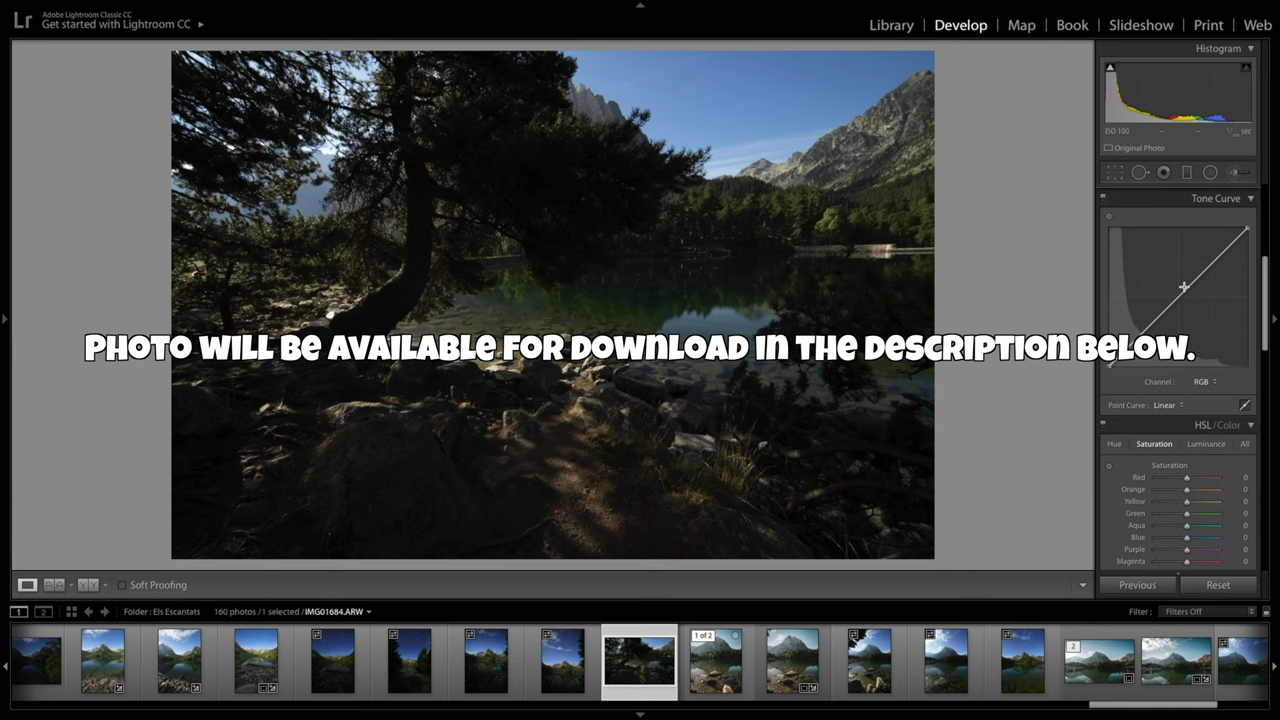 Lr
Adobe Lightroom Classic CC
Get started with Lightroom CC
Library | Develop | Map | Book | Slideshow | Print | Web
Histogram
ISO 100 – – sec
Original Photo
Tone Curve
PHOTO WILL BE AVAILABLE FOR DOWNLOAD IN THE DESCRIPTION BELOW.
Channel : RGB
Point Curve : Linear
HSL / Color
Hue Saturation Luminance All
Saturation
Red 0
Orange 0
Yellow 0
Green 0
Aqua 0
Blue 0
Purple 0
Magenta 0
Soft Proofing
Previous Reset
1 2 Folder : Els Escantats 160 photos /1 selected /IMG01684.ARW Filter : Filters Off
1 of 2
2